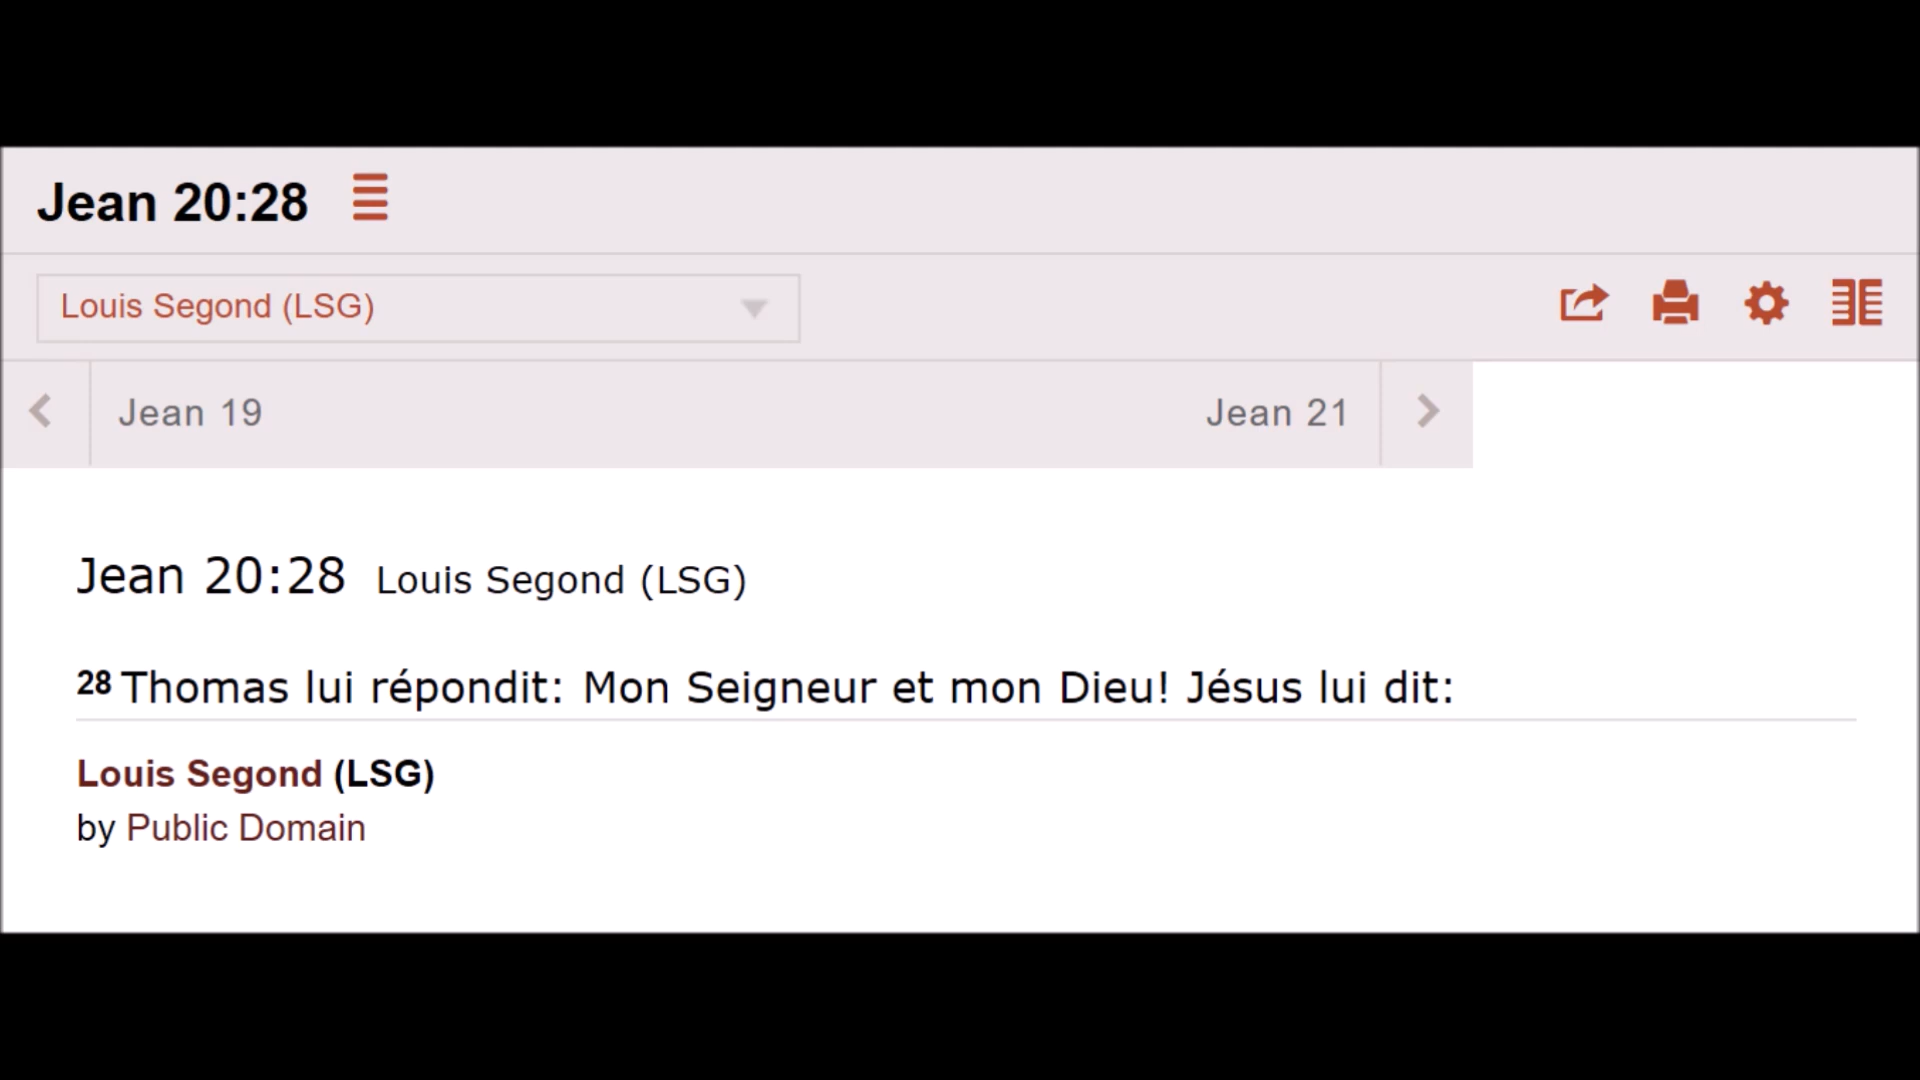 Jean 20:28
Louis Segond (LSG)
Jean 19
Jean 21
Jean 20:28 Louis Segond (LSG)
28 Thomas lui répondit: Mon Seigneur et mon Dieu! Jésus lui dit:
Louis Segond (LSG)
by Public Domain